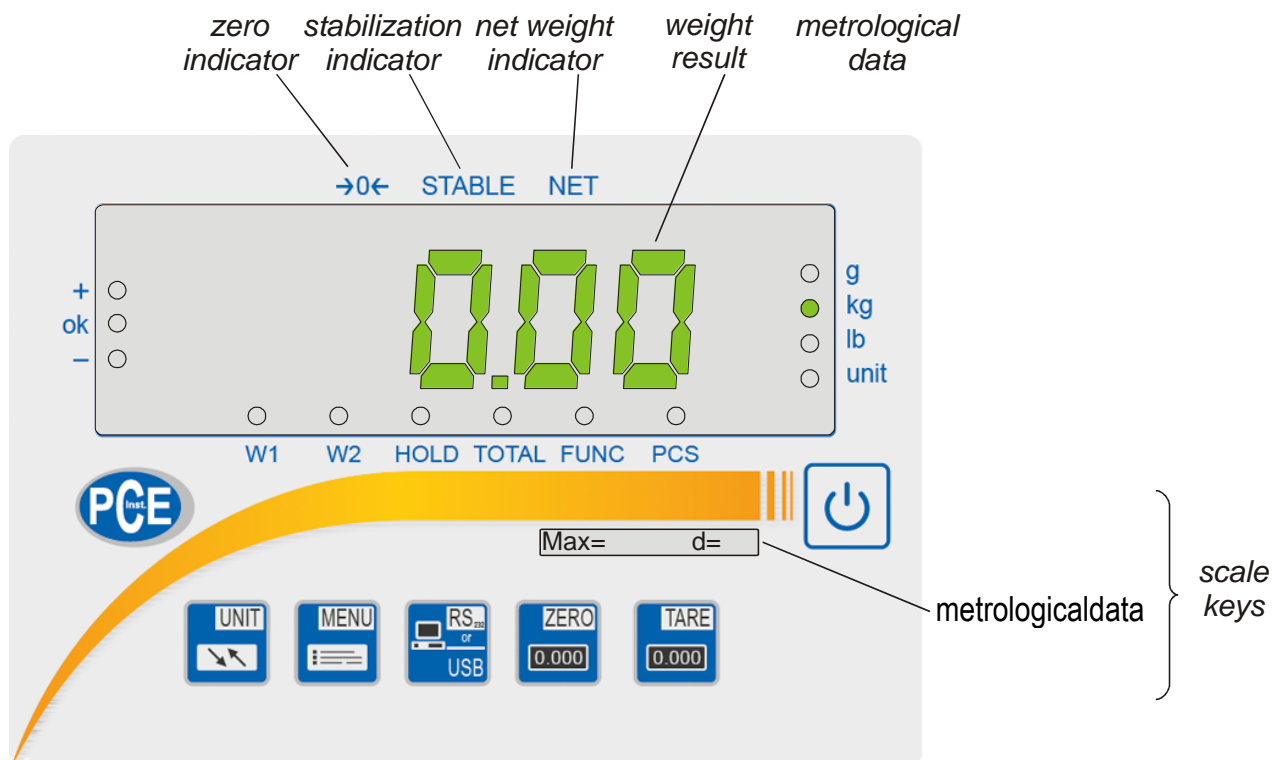 zero stabilization net weight weight metrological
indicator indicator indicator result data
→0← STABLE NET
0.00
+
ok
–
g
kg
lb
unit
W1 W2 HOLD TOTAL FUNC PCS
PCE
Inst.
Max= d=
metrologicaldata
scale
keys
UNIT
MENU
RS232
or
USB
ZERO
0.000
TARE
0.000